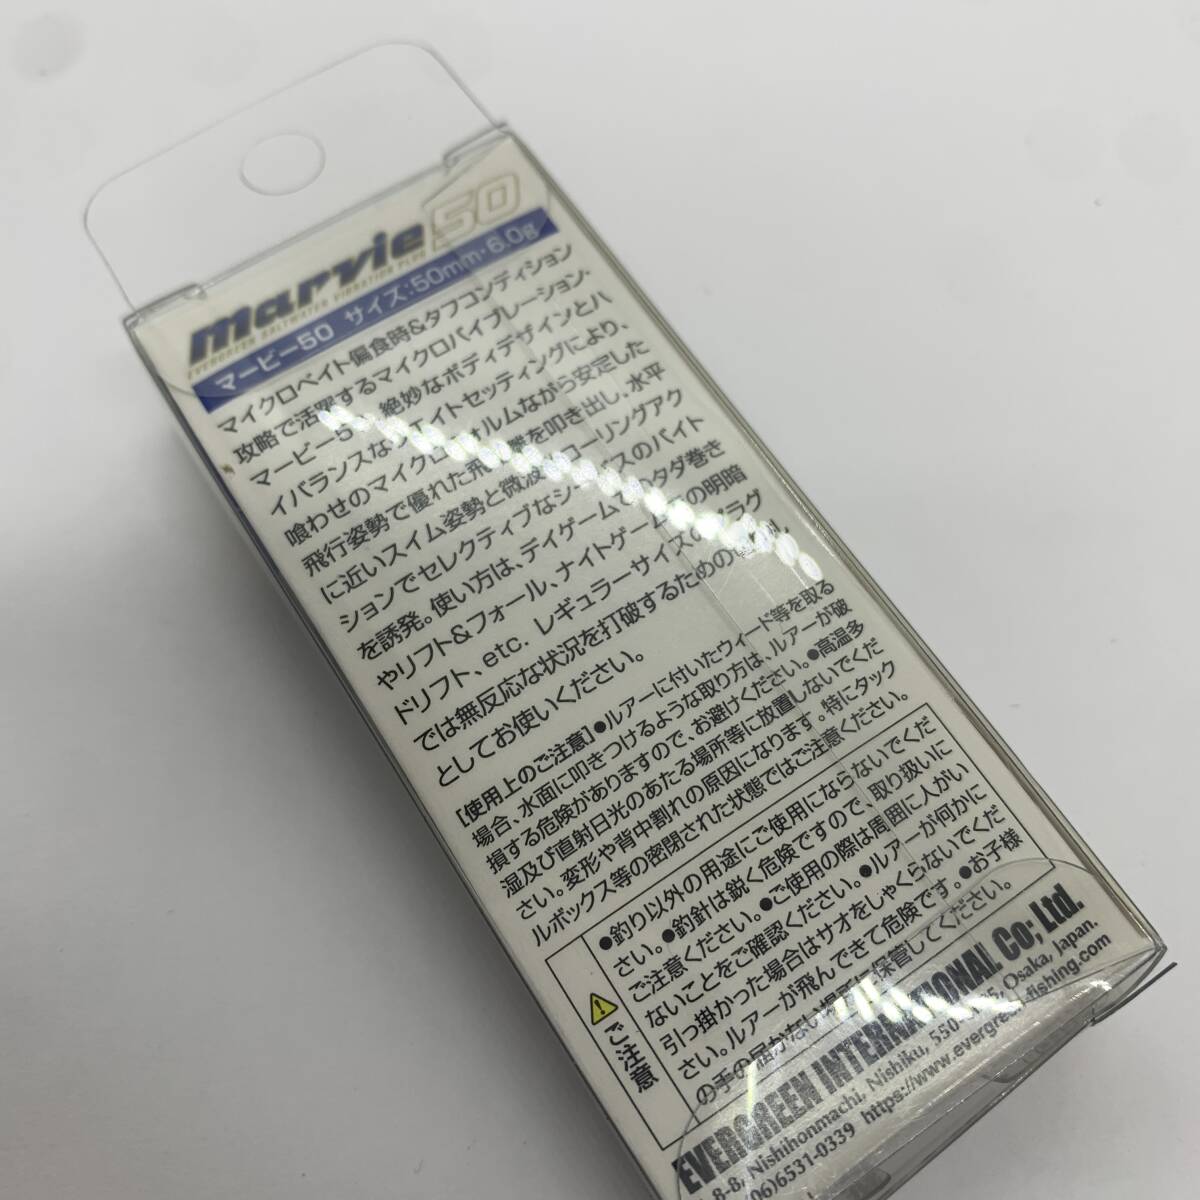 marvie 50
EVERGREEN SALTWATER VIBRATION PLUG
マービー50 サイズ:50mm・6.0g
マイクロベイト偏食時&タフコンディション
攻略で活躍するマイクロバイブレーション・
マービー5 絶妙なボディデザインとハ
イバランスな エイトセッティングにより、
喰わせのマイクロ ォルムながら安定した
飛行姿勢で優れた飛 離を叩き出し、水平
に近いスイム姿勢と微波 ローリングアク
ションでセレクティブなシー スのバイト
を誘発。使い方は、デイゲームで のタダ巻き
やリフト&フォール、ナイトゲーム の明暗
ドリフト、etc. レギュラーサイズの プラグ
では無反応な状況を打破するための
としてお使いください。
[使用上のご注意]●ルアーに付いたウィード等を取る
場合、水面に叩きつけるような取り方は、ルアーが破
損する危険がありますので、お避けください。●高温多
湿及び直射日光のあたる場所等に放置しないでくだ
さい。変形や背中割れの原因になります。特にタック
ルボックス等の密閉された状態ではご注意ください。
ご注意
●釣り以外の用途にご使用にならないでくだ
さい。●釣針は鋭く危険ですので、取り扱いに
ご注意ください。●ご使用の際は周囲に人がい
ないことをご確認ください。●ルアーが何かに
引っ掛かった場合はサオをしゃくらないでくだ
さい。ルアーが飛んできて危険です。●お子様
の手の届かない場所に保管してください。
EVERGREEN INTERNATIONAL CO; Ltd.
8-8, Nishihonmachi, Nishiku, 550- 5, Osaka, Japan.
06)6531-0339 https://www.evergreen-fishing.com